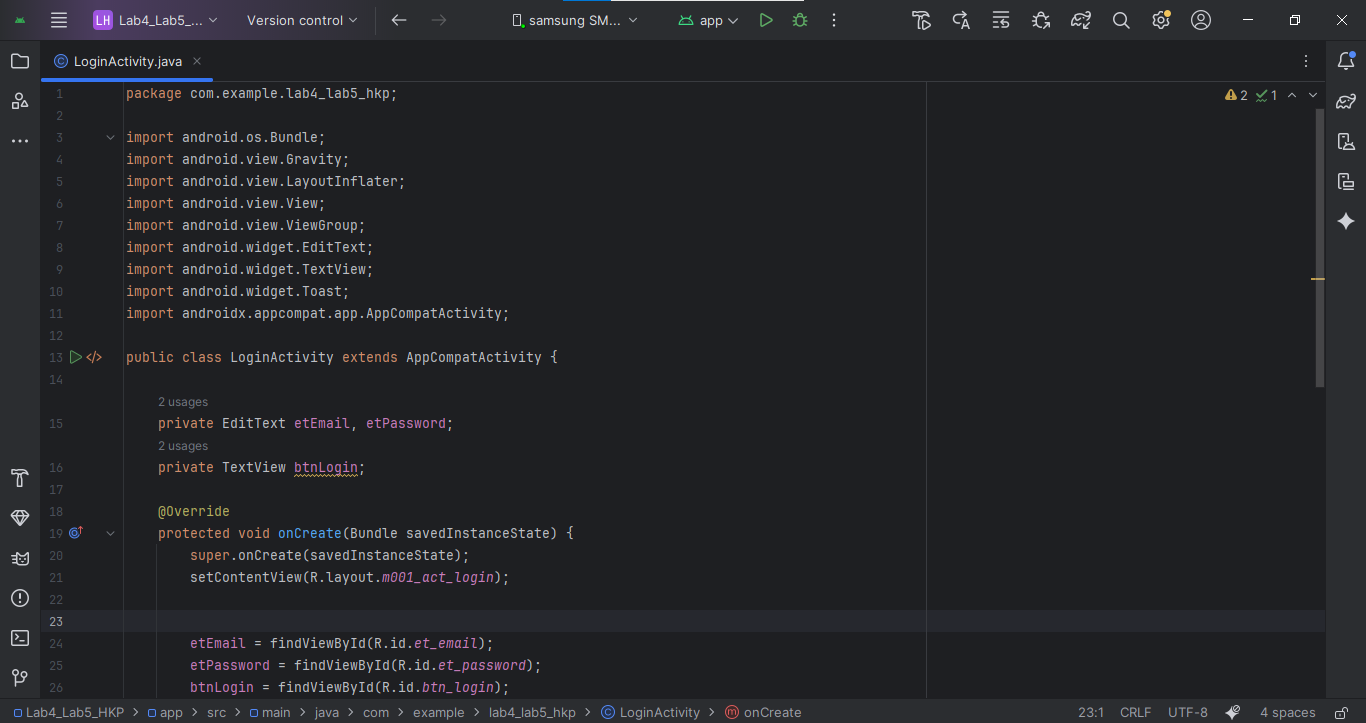 LH Lab4_Lab5_... Version control samsung SM... app
LoginActivity.java
2 1
1 package com.example.lab4_lab5_hkp;
2
3 import android.os.Bundle;
4 import android.view.Gravity;
5 import android.view.LayoutInflater;
6 import android.view.View;
7 import android.view.ViewGroup;
8 import android.widget.EditText;
9 import android.widget.TextView;
10 import android.widget.Toast;
11 import androidx.appcompat.app.AppCompatActivity;
12
13 public class LoginActivity extends AppCompatActivity {
14
2 usages
15 private EditText etEmail, etPassword;
2 usages
16 private TextView btnLogin;
17
18 @Override
19 protected void onCreate(Bundle savedInstanceState) {
20 super.onCreate(savedInstanceState);
21 setContentView(R.layout.m001_act_login);
22
23
24 etEmail = findViewById(R.id.et_email);
25 etPassword = findViewById(R.id.et_password);
26 btnLogin = findViewById(R.id.btn_login);
Lab4_Lab5_HKP > app > src > main > java > com > example > lab4_lab5_hkp > LoginActivity > onCreate 23:1 CRLF UTF-8 4 spaces